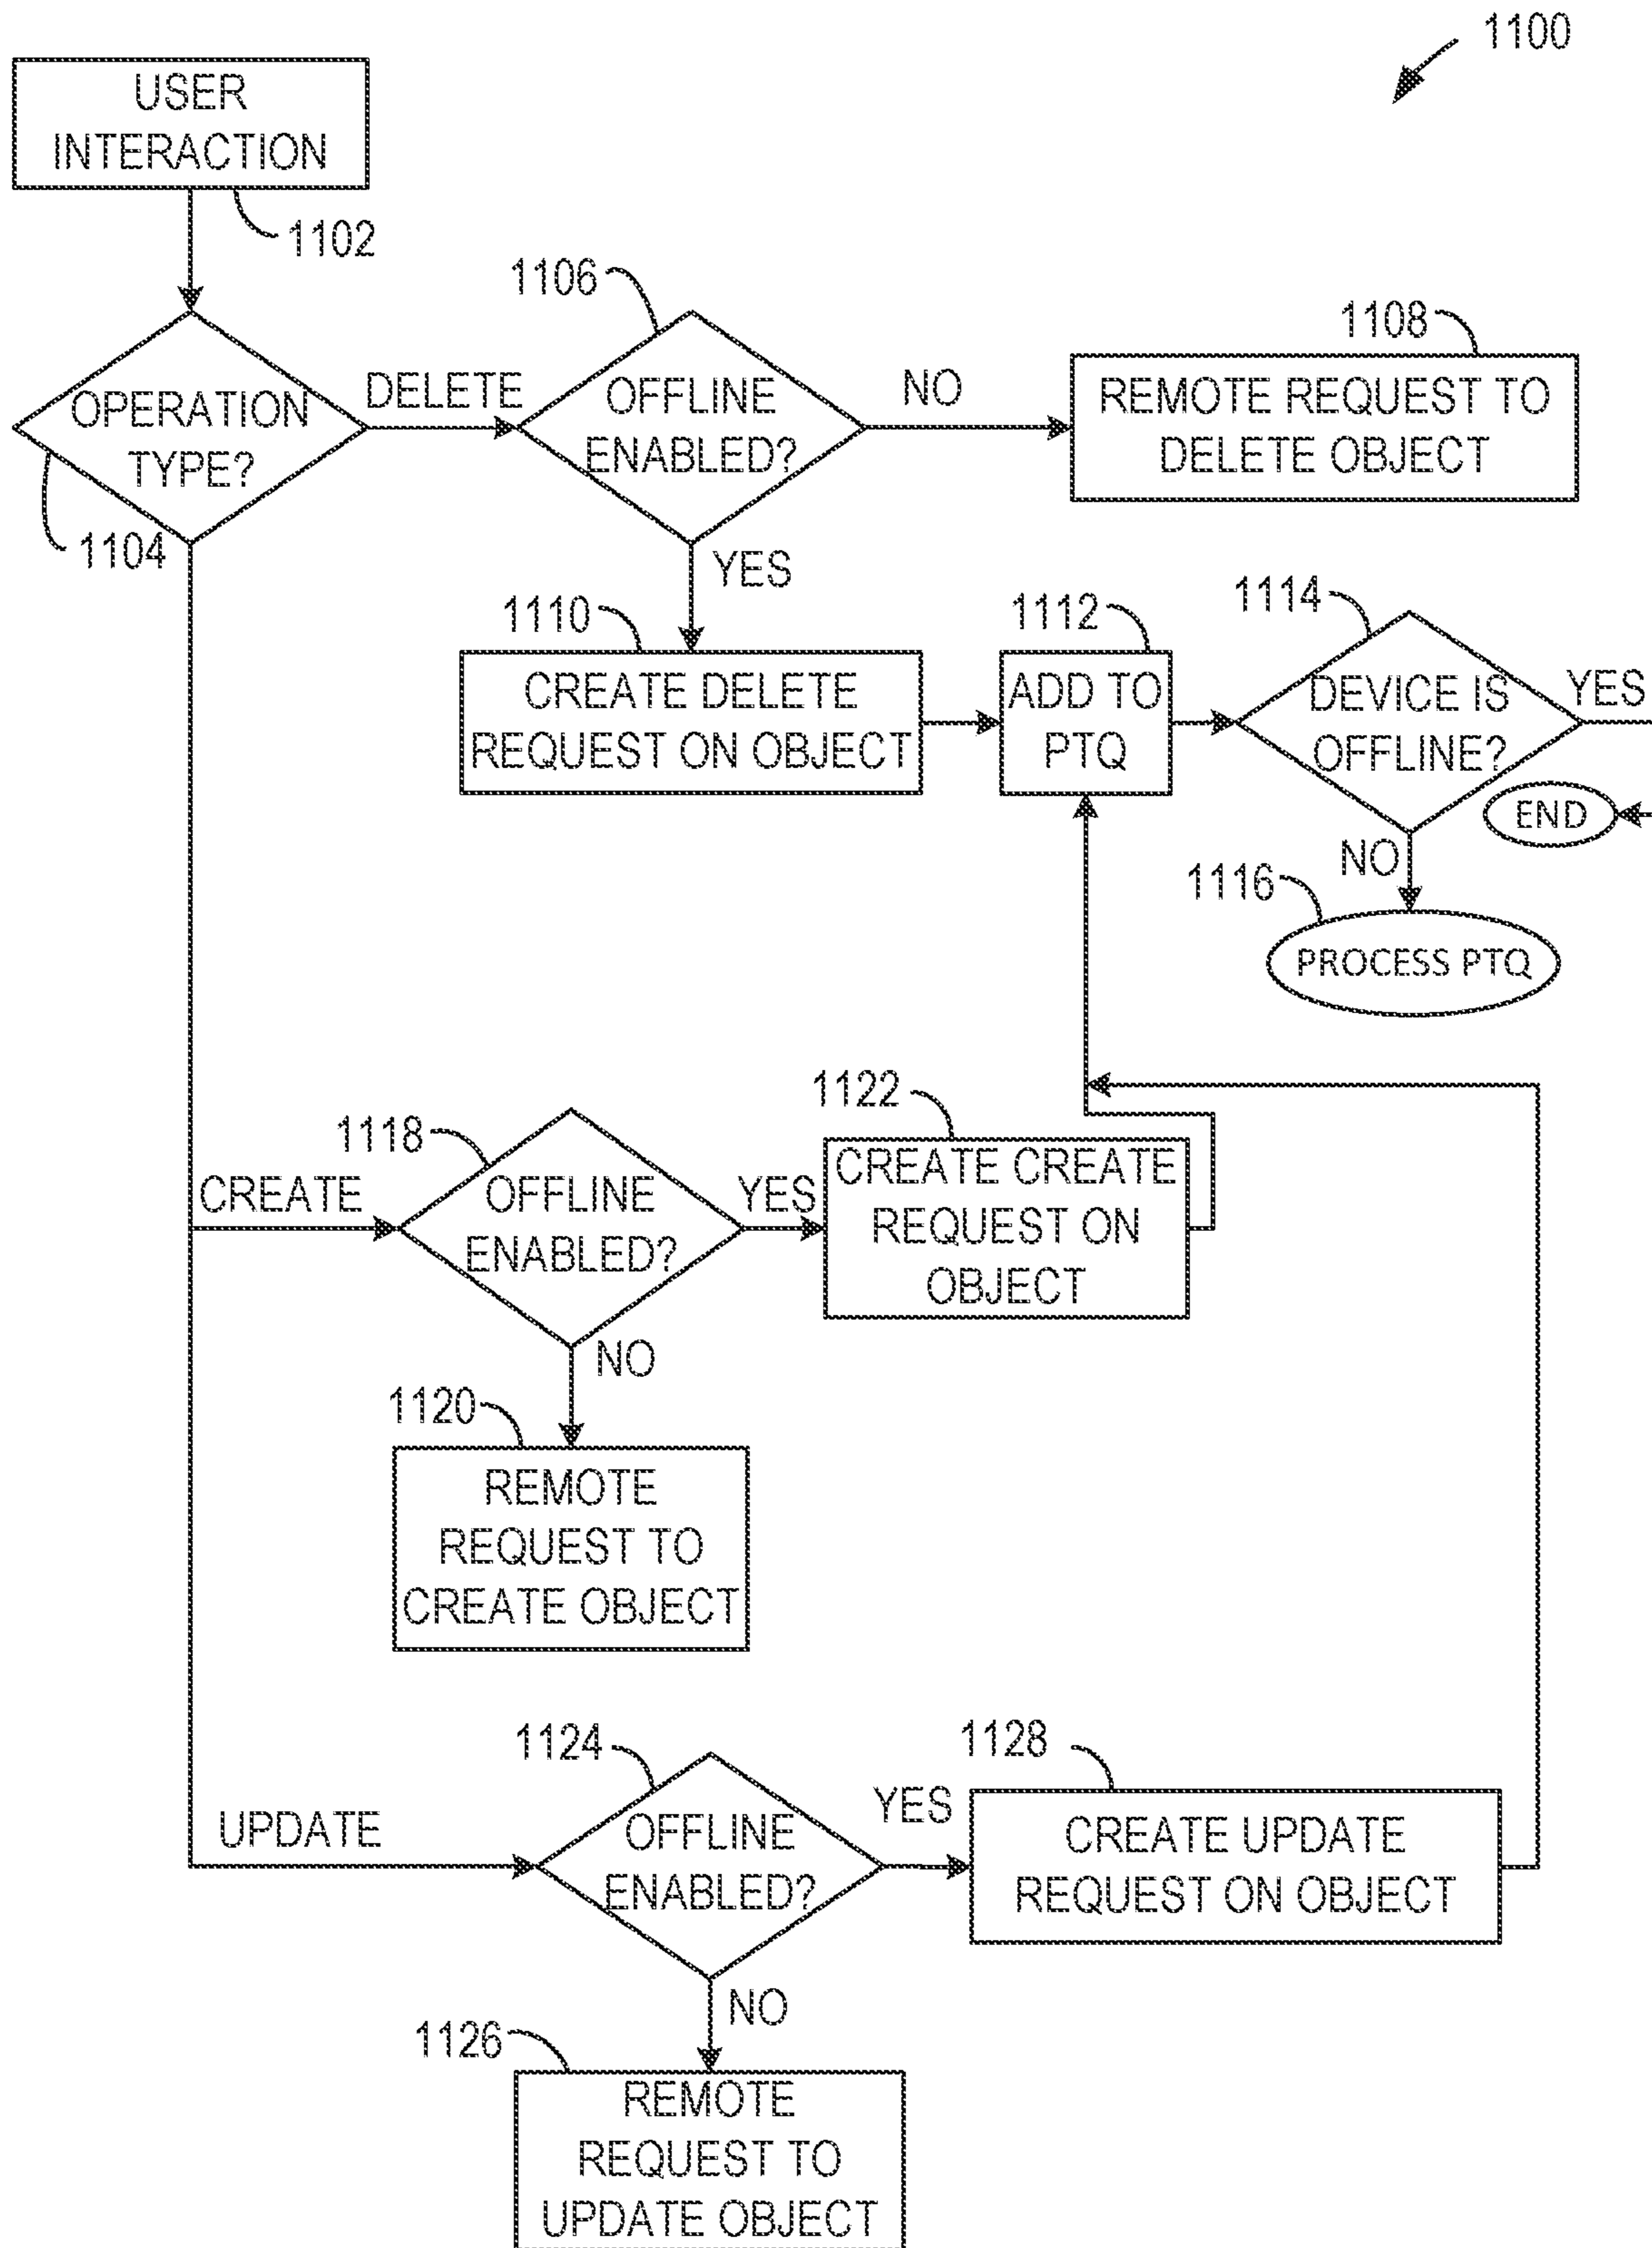 1100
USER
INTERACTION
1102
1106
1108
OPERATION
TYPE?
DELETE
OFFLINE
ENABLED?
NO
REMOTE REQUEST TO
DELETE OBJECT
1104
YES
1110
1112
1114
CREATE DELETE
REQUEST ON OBJECT
ADD TO
PTQ
DEVICE IS
OFFLINE?
YES
END
NO
1116
PROCESS PTQ
1118
1122
CREATE
OFFLINE
ENABLED?
YES
CREATE CREATE
REQUEST ON
OBJECT
NO
1120
REMOTE
REQUEST TO
CREATE OBJECT
1124
1128
UPDATE
OFFLINE
ENABLED?
YES
CREATE UPDATE
REQUEST ON OBJECT
NO
1126
REMOTE
REQUEST TO
UPDATE OBJECT